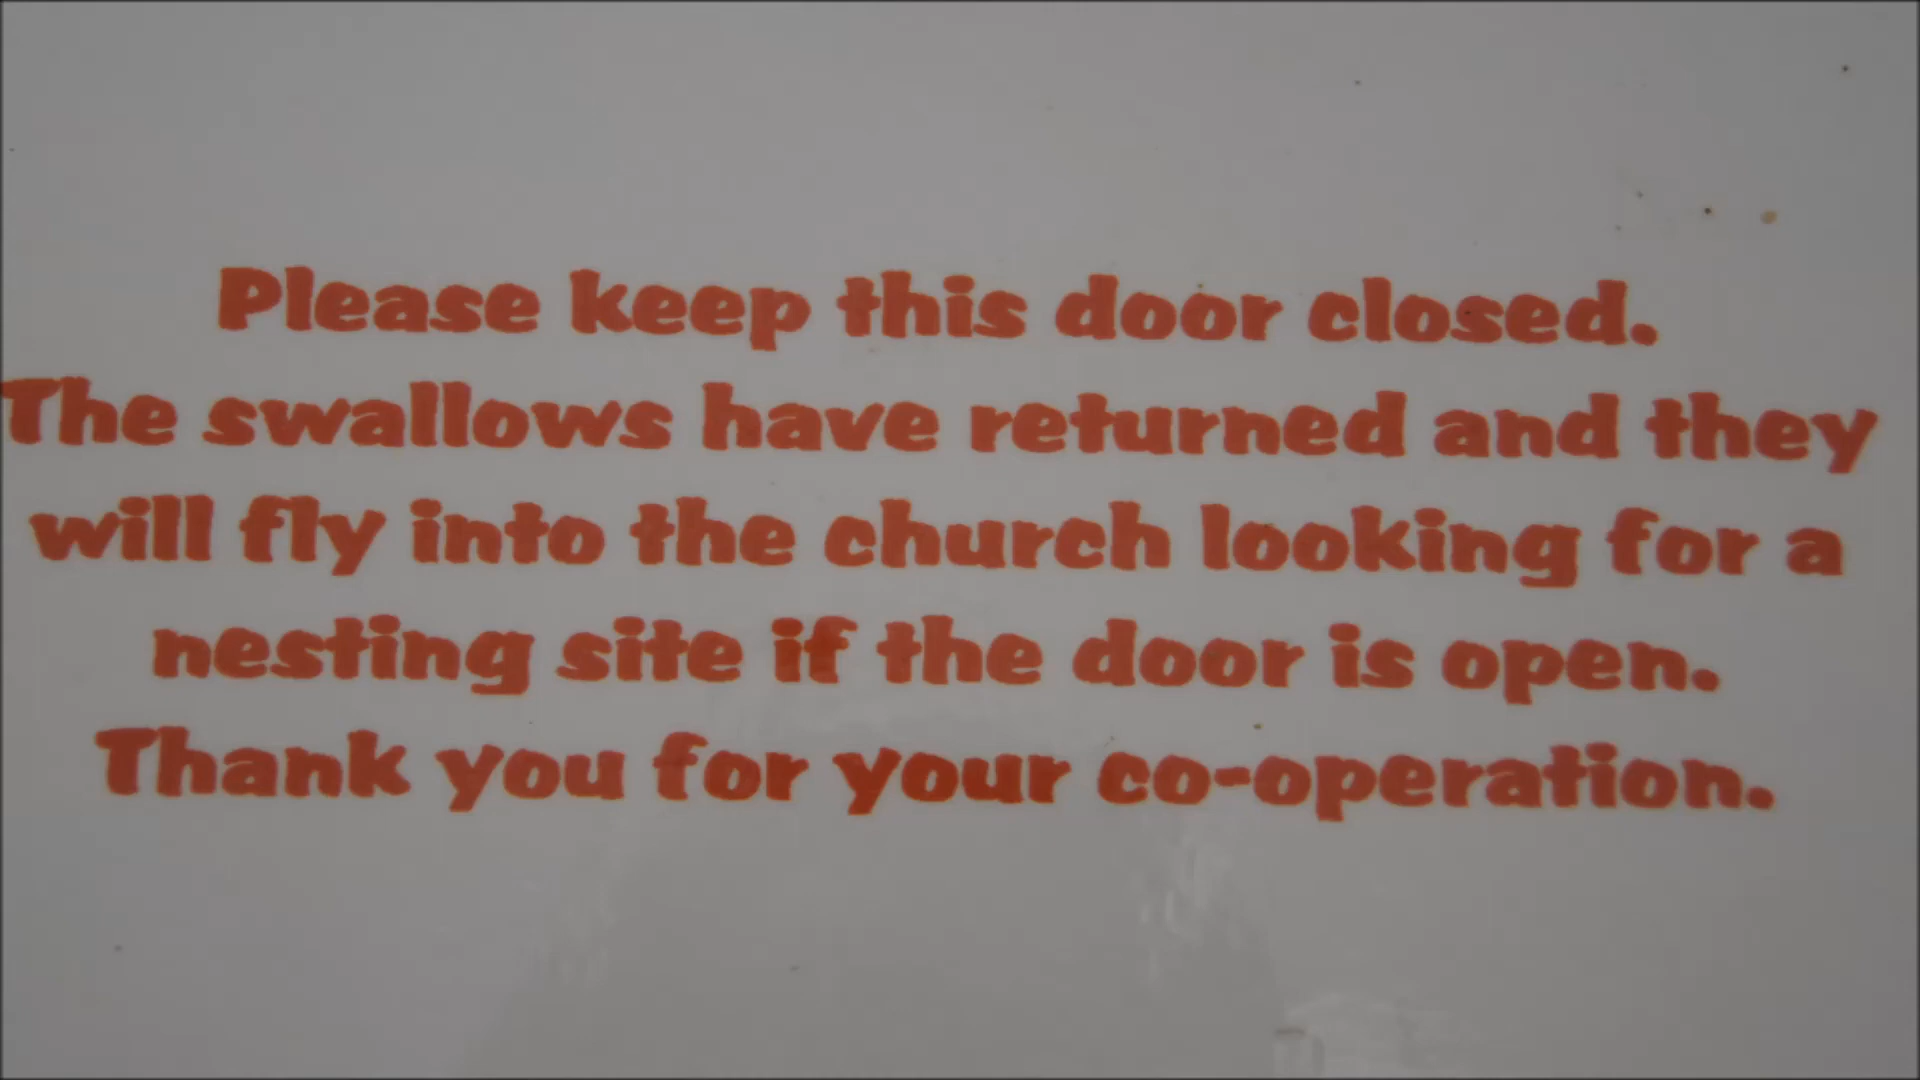 Please keep this door closed.
The swallows have returned and they
will fly into the church looking for a
nesting site if the door is open.
Thank you for your co-operation.